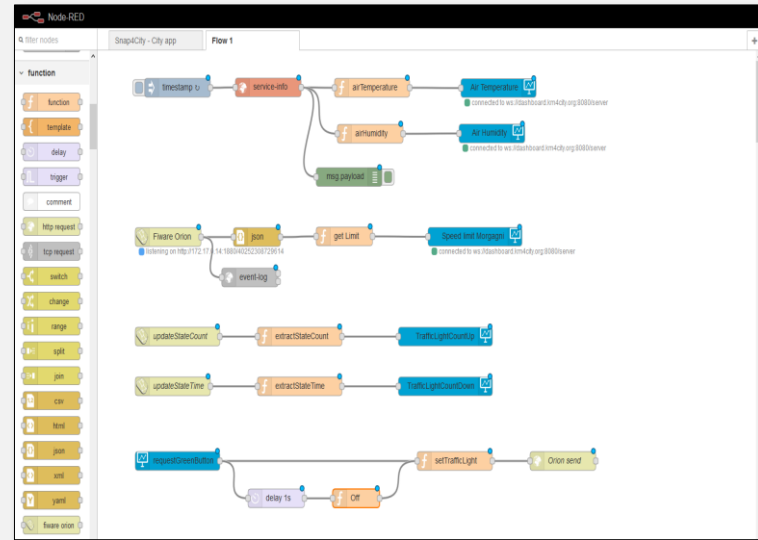 Node-RED
filter nodes
Snap4City - City app
Flow 1
+
function
function
template
delay
trigger
comment
http request
tcp request
switch
change
range
split
join
csv
html
json
xml
yaml
fiware orion
timestamp ↻
service-info
airTemperature
Air Temperature
connected to ws://dashboard.km4city.org:8080/server
airHumidity
Air Humidity
connected to ws://dashboard.km4city.org:8080/server
msg.payload
Fiware Orion
json
get Limit
Speed limit Morgagni
connected to ws://dashboard.km4city.org:8080/server
event-log
updateStateCount
extractStateCount
TrafficLightCountUp
updateStateTime
extractStateTime
TrafficLightCountDown
requestGreenButton
setTrafficLight
Orion send
delay 1s
Off